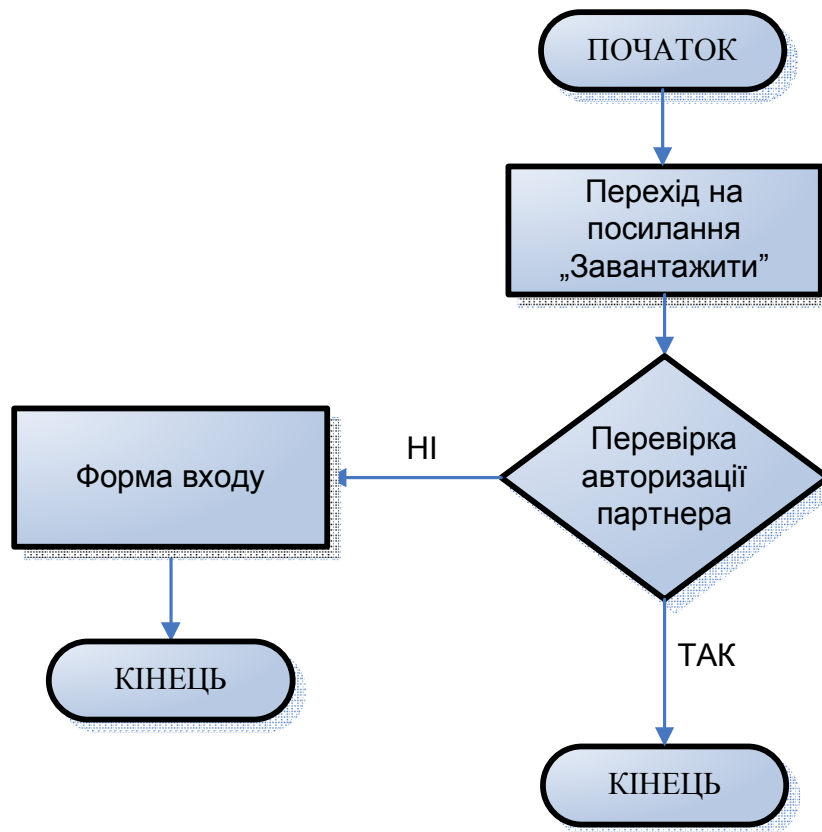 ПОЧАТОК
Перехід на
посилання
„Завантажити”
Перевірка
авторизації
партнера
НІ
Форма входу
КІНЕЦЬ
ТАК
КІНЕЦЬ